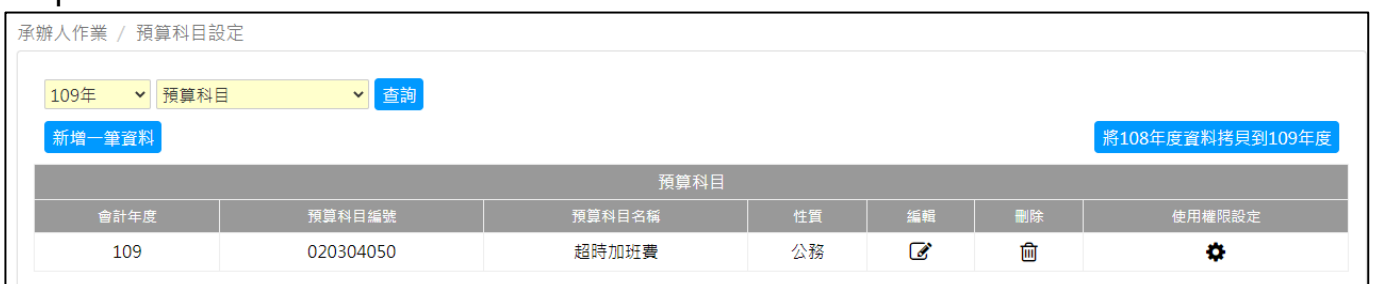 承辦人作業 / 預算科目設定
109年 預算科目 查詢
新增一筆資料 將108年度資料拷貝到109年度
預算科目
會計年度 預算科目編號 預算科目名稱 性質 編輯 刪除 使用權限設定
109 020304050 超時加班費 公務